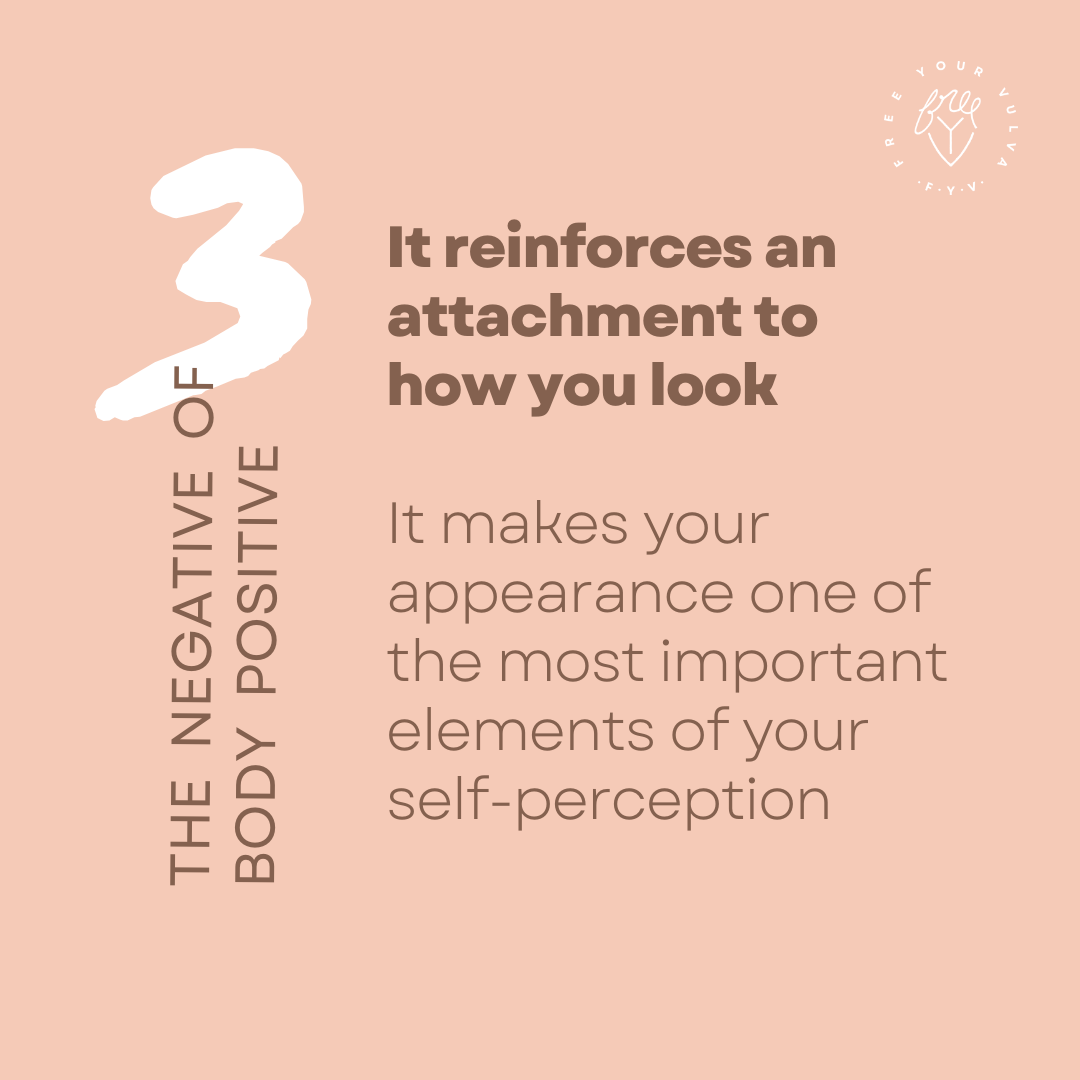 FREE YOUR VULVA
free
· F · Y · V ·
3
THE NEGATIVE OF
BODY POSITIVE
It reinforces an
attachment to
how you look
It makes your
appearance one of
the most important
elements of your
self-perception